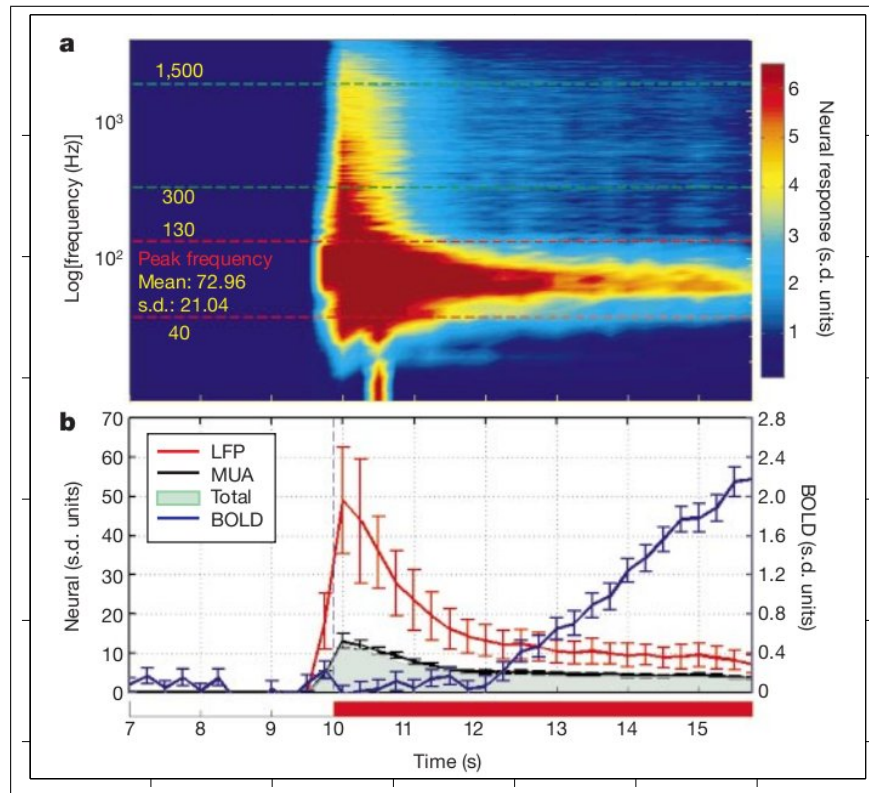 a
1,500
10³
300
130
10²
Peak frequency
Mean: 72.96
s.d.: 21.04
40
Log[frequency (Hz)]
6
5
4
3
2
1
Neural response (s.d. units)
b
70
60
50
40
30
20
10
0
Neural (s.d. units)
LFP
MUA
Total
BOLD
2.8
2.4
2.0
1.6
1.2
0.8
0.4
0
BOLD (s.d. units)
7 8 9 10 11 12 13 14 15
Time (s)